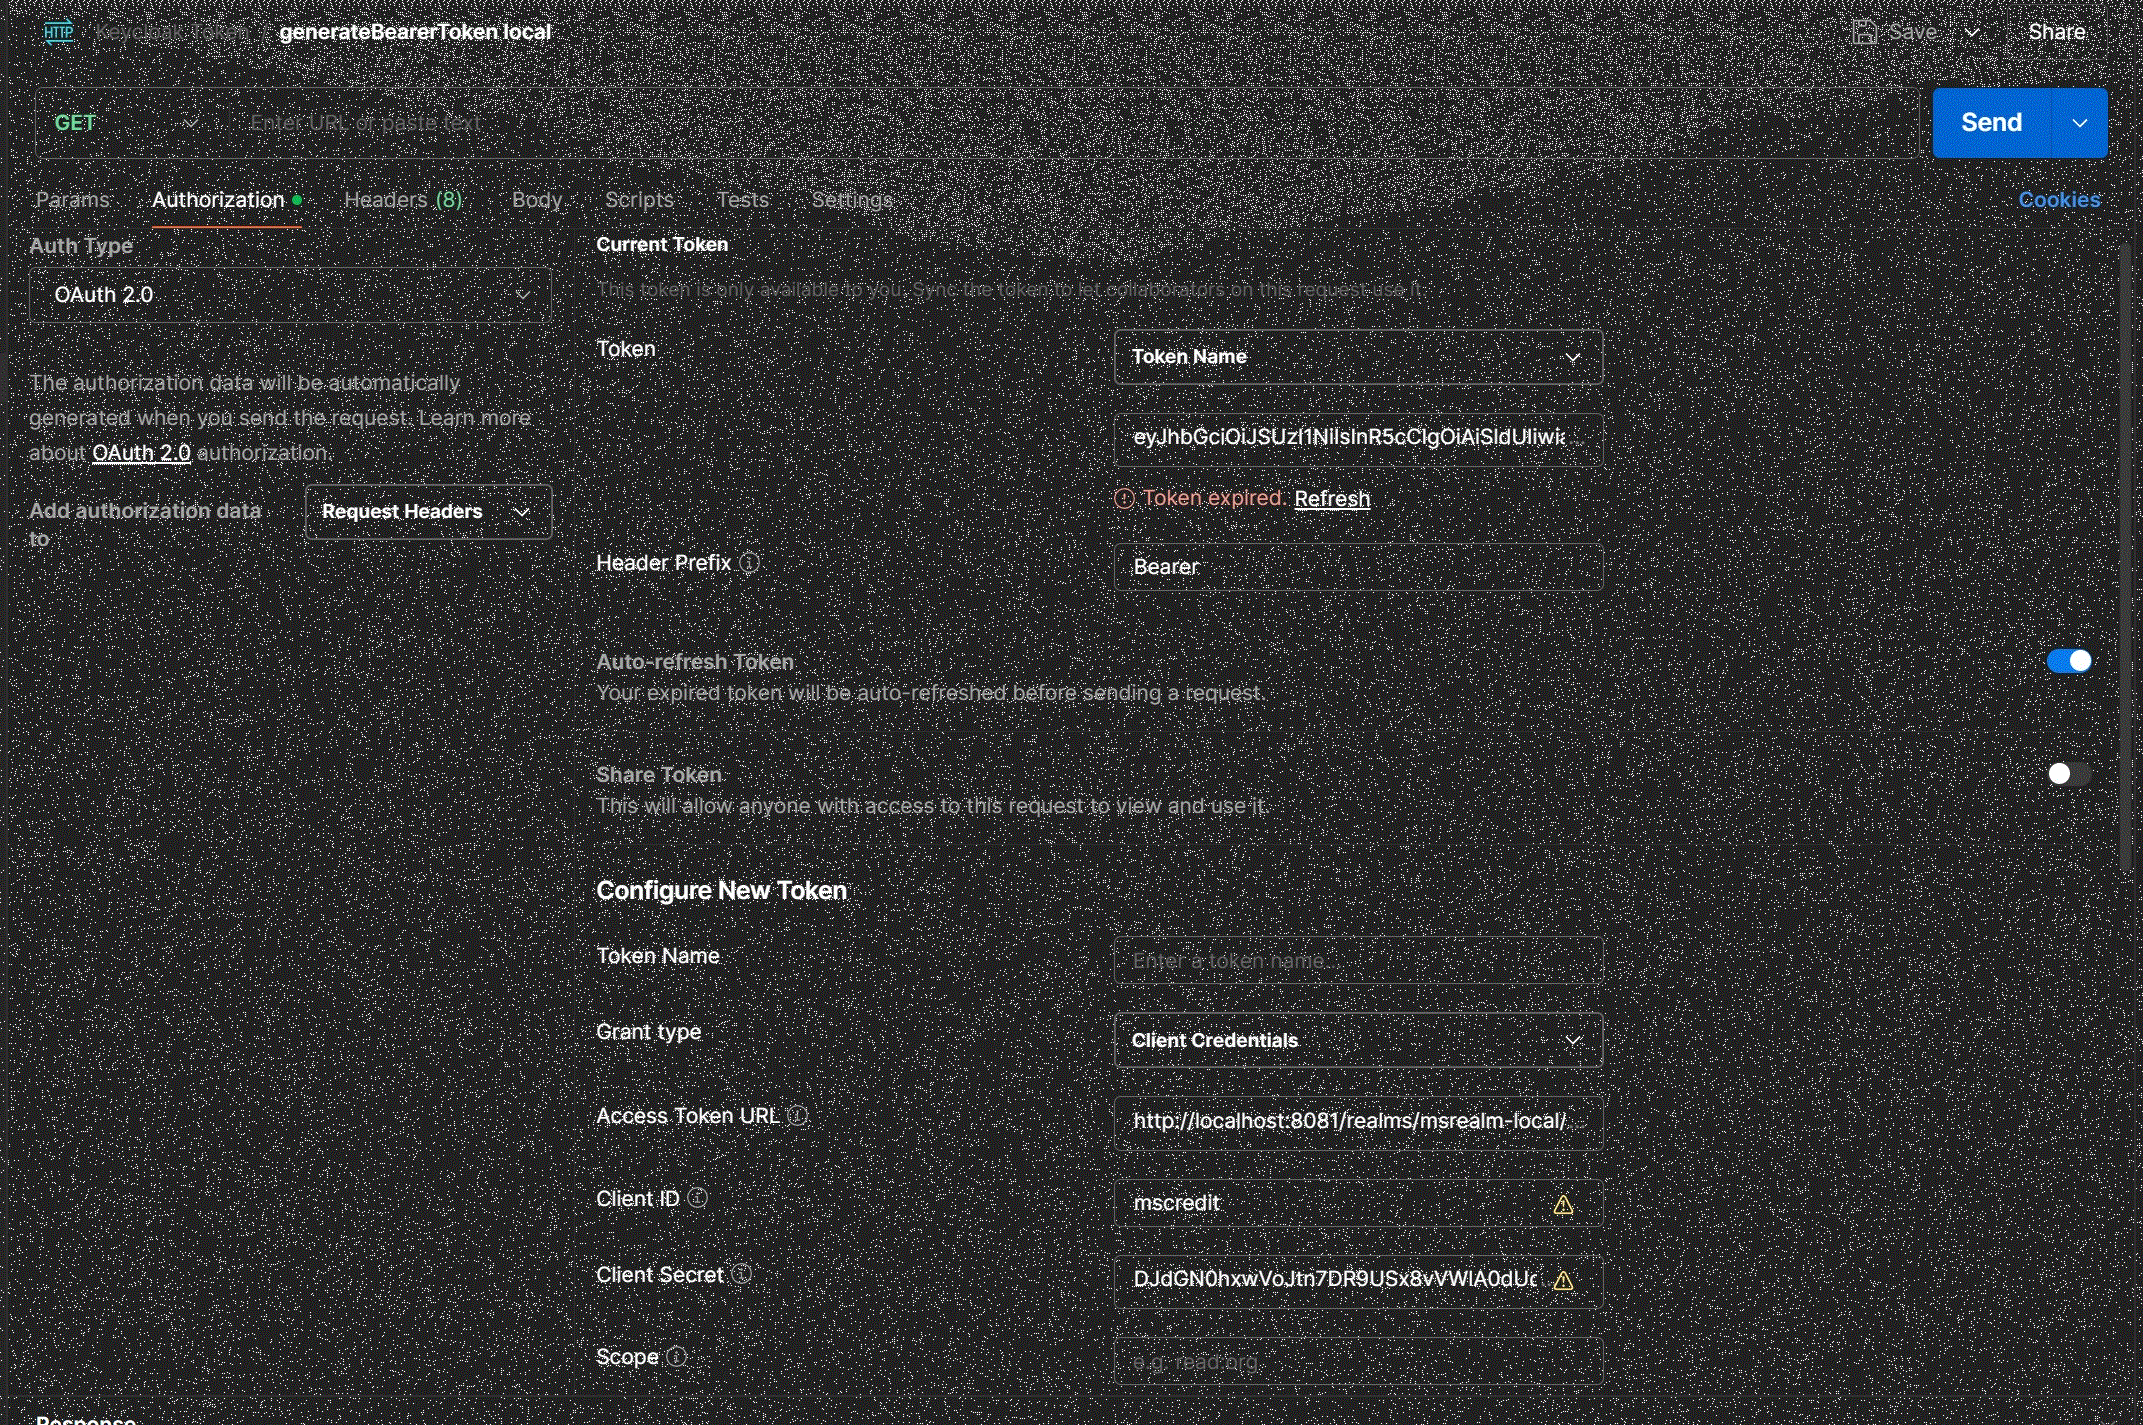 HTTP Keycloak Token / generateBearerToken local Save Share
GET Enter URL or paste text Send
Params Authorization Headers (8) Body Scripts Tests Settings Cookies
Auth Type
OAuth 2.0
The authorization data will be automatically
generated when you send the request. Learn more
about OAuth 2.0 authorization.
Add authorization data
to
Request Headers
Current Token
This token is only available to you. Sync the token to let collaborators on this request use it.
Token
Token Name
Token expired. Refresh
Header Prefix
Bearer
Auto-refresh Token
Your expired token will be auto-refreshed before sending a request.
Share Token
This will allow anyone with access to this request to view and use it.
Configure New Token
Token Name
Enter a token name...
Grant type
Client Credentials
Access Token URL
http://localhost:8081/realms/msrealm-local/...
Client ID
mscredit
Client Secret
Scope
e.g. read:org
Response